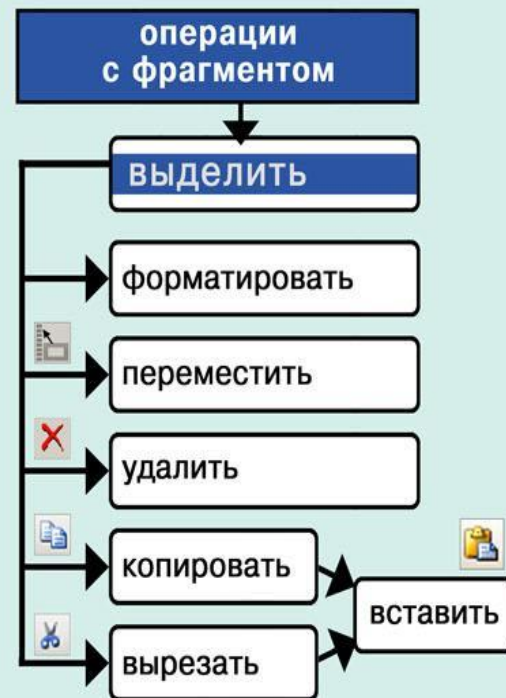 операции
с фрагментом
выделить
форматировать
переместить
удалить
копировать
вставить
вырезать